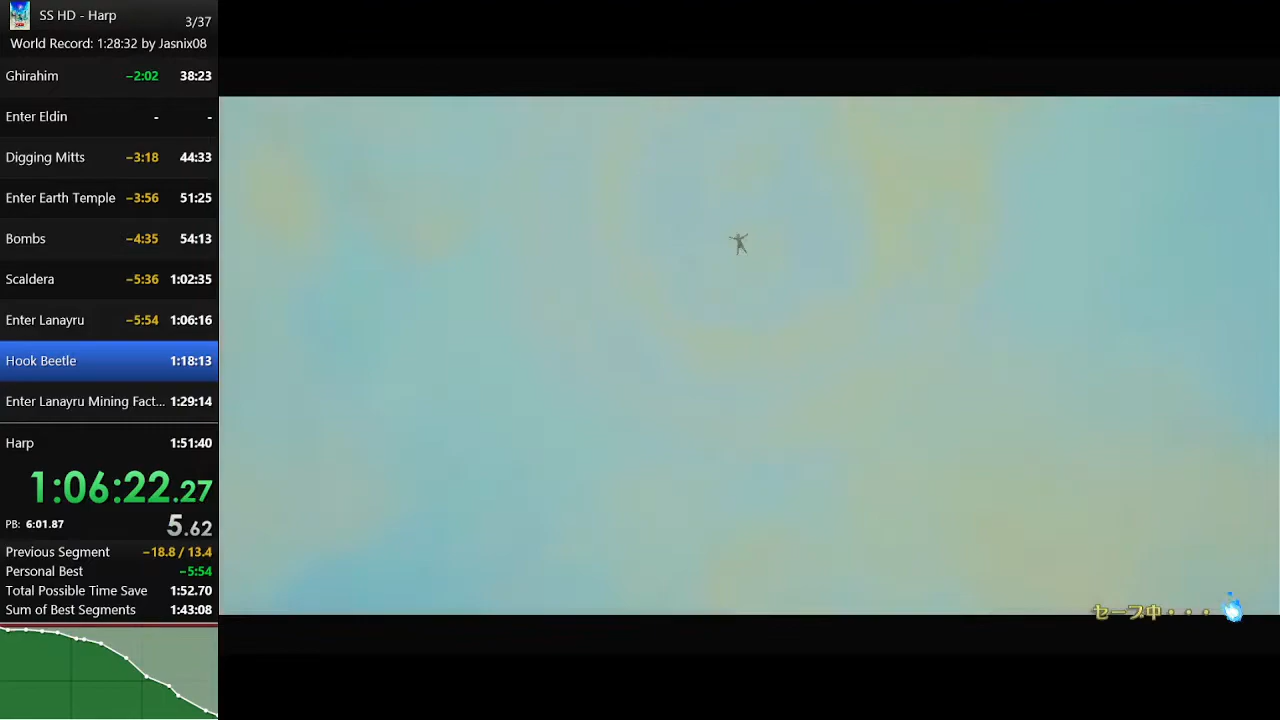 SS HD - Harp
3/37
World Record: 1:28:32 by Jasnix08
Ghirahim −2:02 38:23
Enter Eldin - -
Digging Mitts −3:18 44:33
Enter Earth Temple −3:56 51:25
Bombs −4:35 54:13
Scaldera −5:36 1:02:35
Enter Lanayru −5:54 1:06:16
Hook Beetle 1:18:13
Enter Lanayru Mining Fact... 1:29:14
Harp 1:51:40
1:06:22.27
PB: 6:01.87 5.62
Previous Segment −18.8 / 13.4
Personal Best −5:54
Total Possible Time Save 1:52.70
Sum of Best Segments 1:43:08
セーブ中・・・